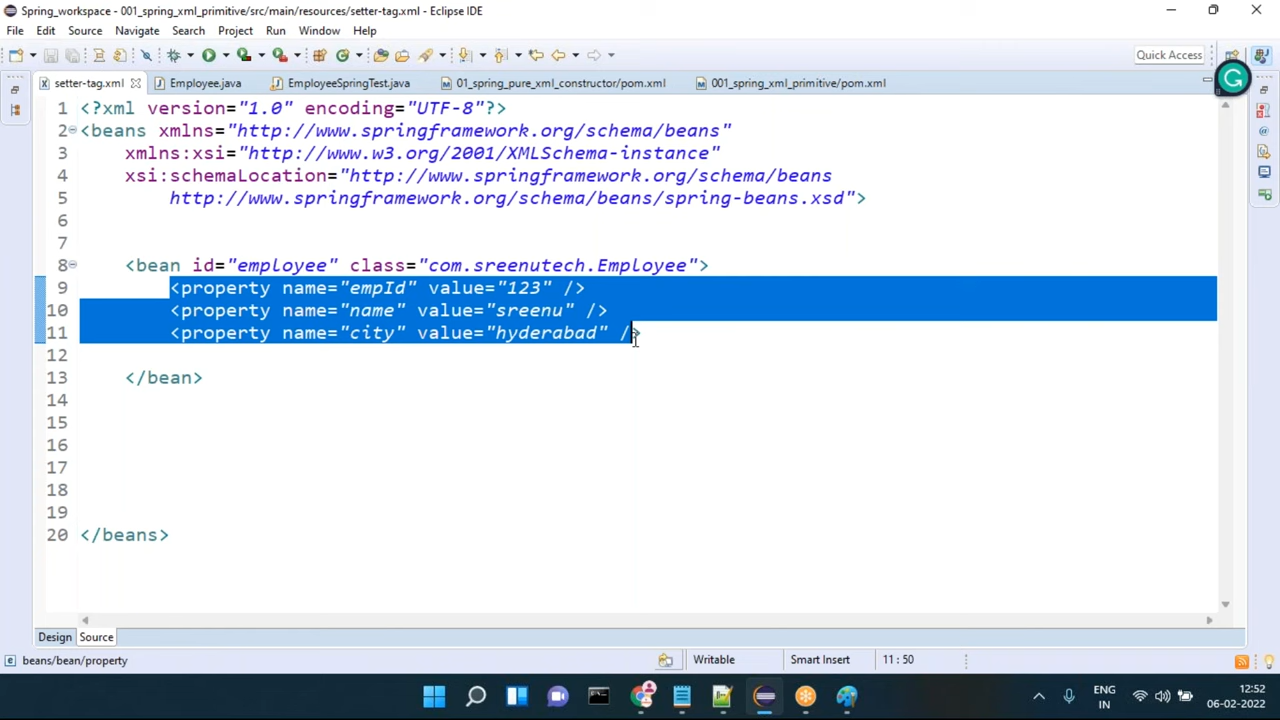 Spring_workspace - 001_spring_xml_primitive/src/main/resources/setter-tag.xml - Eclipse IDE
File Edit Source Navigate Search Project Run Window Help
Quick Access
setter-tag.xml Employee.java EmployeeSpringTest.java 01_spring_pure_xml_constructor/pom.xml 001_spring_xml_primitive/pom.xml
1 <?xml version="1.0" encoding="UTF-8"?>
2 <beans xmlns="http://www.springframework.org/schema/beans"
3 xmlns:xsi="http://www.w3.org/2001/XMLSchema-instance"
4 xsi:schemaLocation="http://www.springframework.org/schema/beans
5 http://www.springframework.org/schema/beans/spring-beans.xsd">
6
7
8 <bean id="employee" class="com.sreenutech.Employee">
9 <property name="empId" value="123" />
10 <property name="name" value="sreenu" />
11 <property name="city" value="hyderabad" />
12
13 </bean>
14
15
16
17
18
19
20 </beans>
Design Source
beans/bean/property Writable Smart Insert 11 : 50
ENG
IN
12:52
06-02-2022